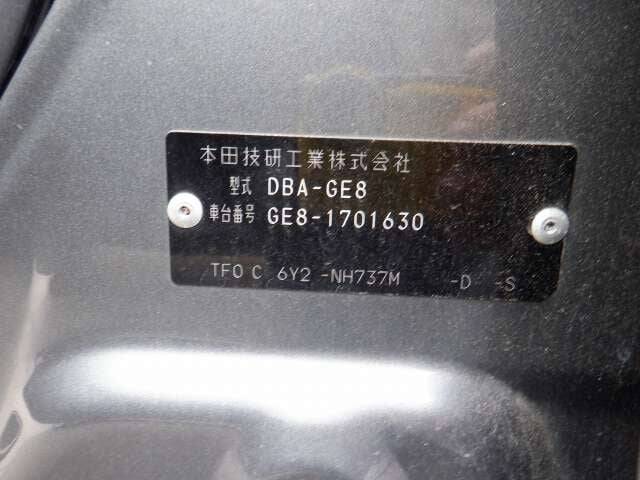 本田技研工業株式会社
型式 DBA-GE8
車台番号 GE8-1701630
TF0 C 6Y2 -NH737M -D -S